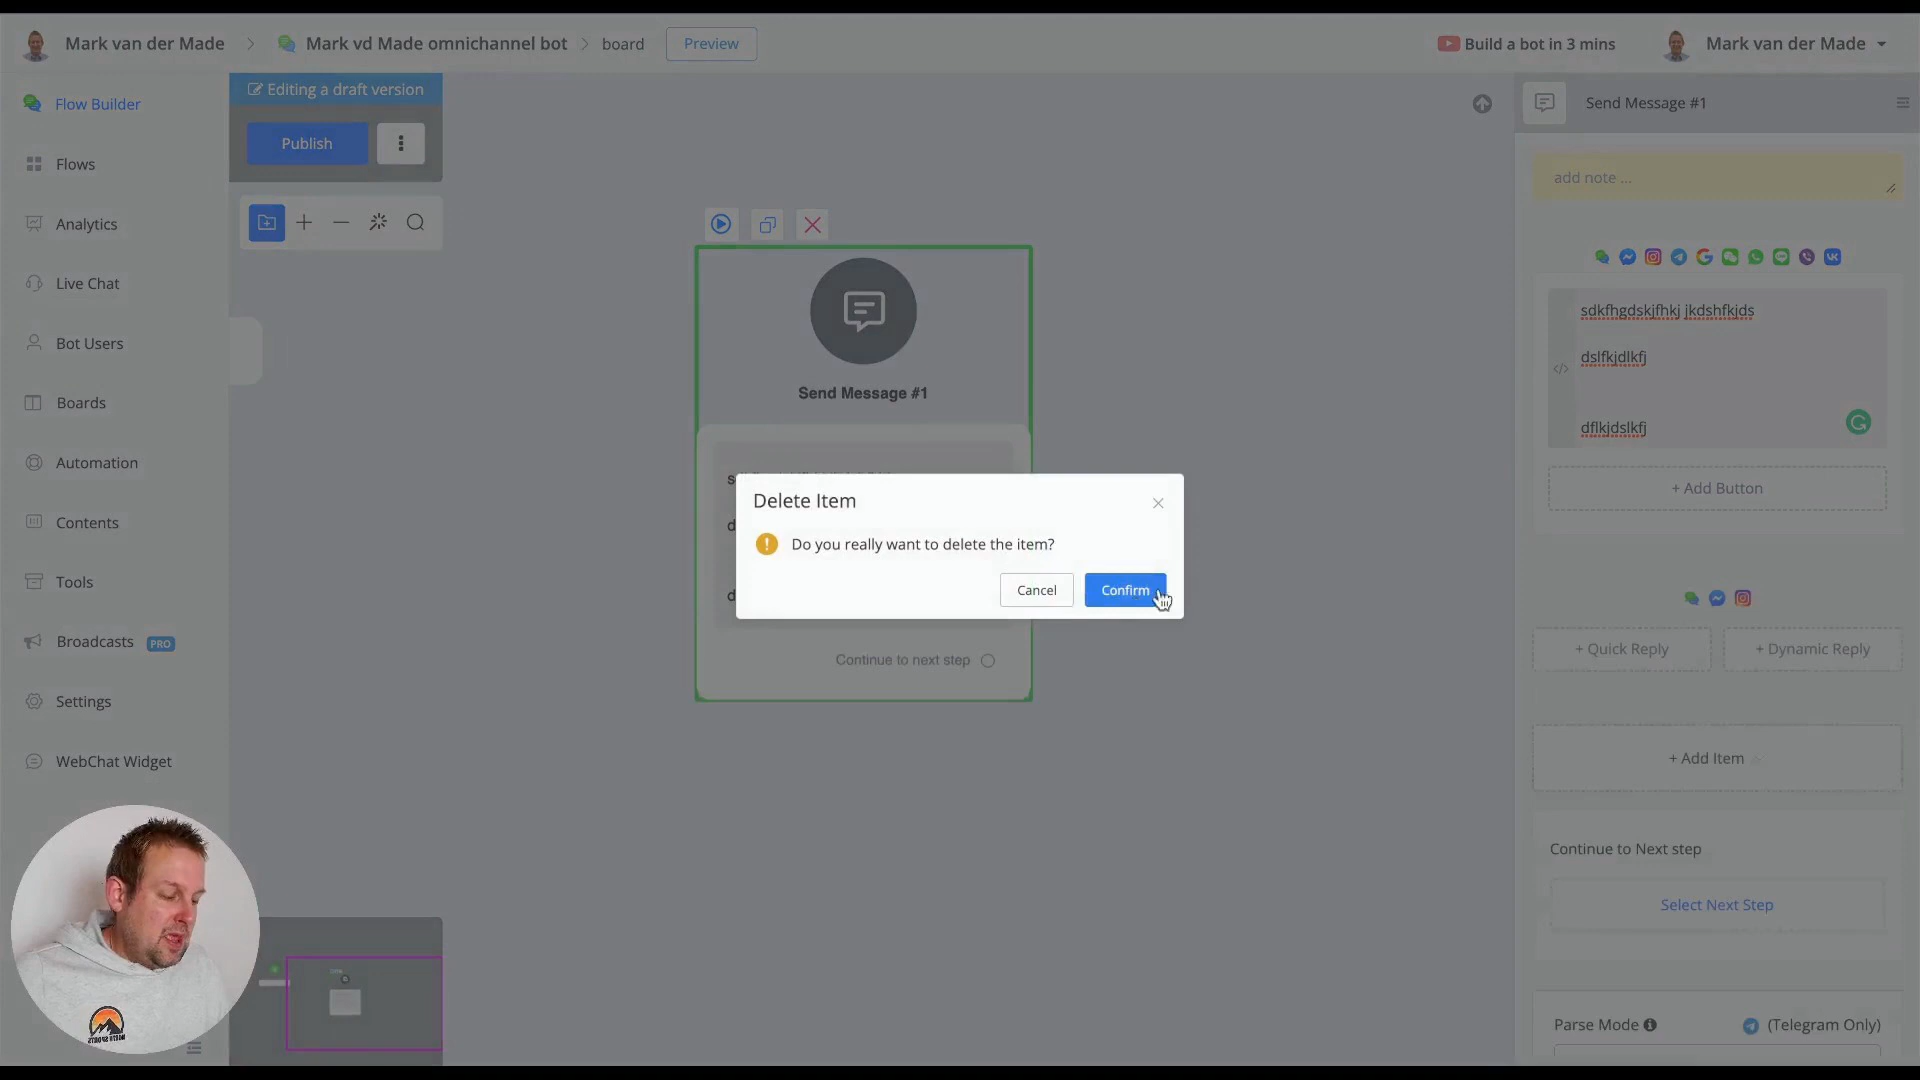 Mark van der Made > Mark vd Made omnichannel bot > board Preview
Build a bot in 3 mins Mark van der Made
Flow Builder
Flows
Analytics
Live Chat
Bot Users
Boards
Automation
Contents
Tools
Broadcasts PRO
Settings
WebChat Widget
Editing a draft version
Publish
Send Message #1
Continue to next step
Delete Item
Do you really want to delete the item?
Cancel Confirm
Send Message #1
add note ...
sdkfhgdskjfhkj jkdshfkjds
dslfkjdlkfj
dflkjdslkfj
+ Add Button
+ Quick Reply + Dynamic Reply
+ Add Item
Continue to Next step
Select Next Step
Parse Mode (Telegram Only)